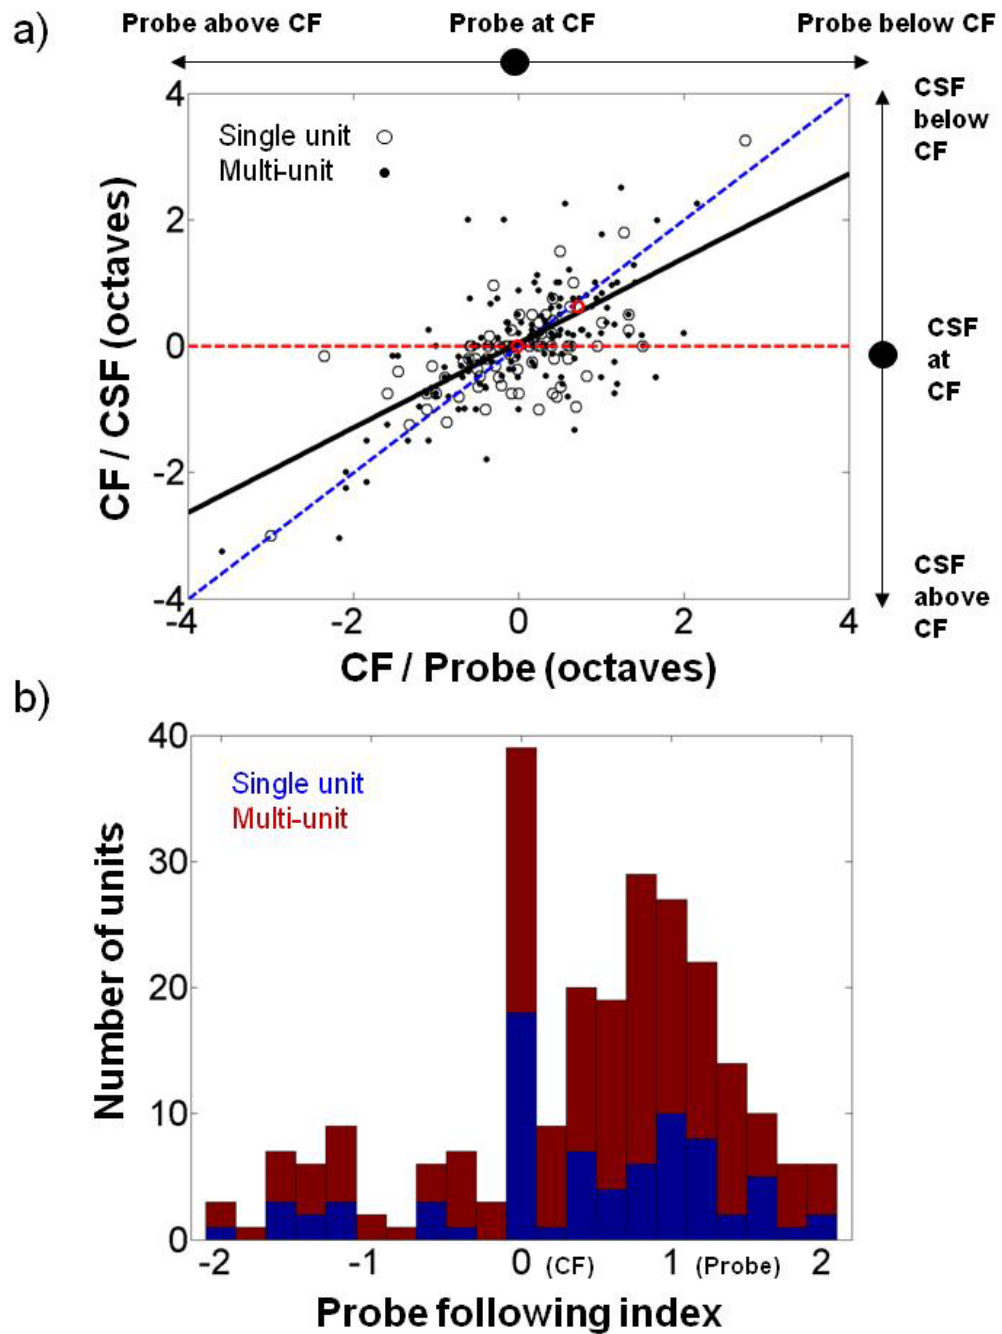 a)
Probe above CF
Probe at CF
Probe below CF
4
2
0
-2
-4
CF / CSF (octaves)
Single unit
Multi-unit
CSF
below
CF
CSF
at
CF
CSF
above
CF
-4
-2
0
2
4
CF / Probe (octaves)
b)
40
30
20
10
0
Number of units
Single unit
Multi-unit
-2
-1
0
(CF)
1
(Probe)
2
Probe following index